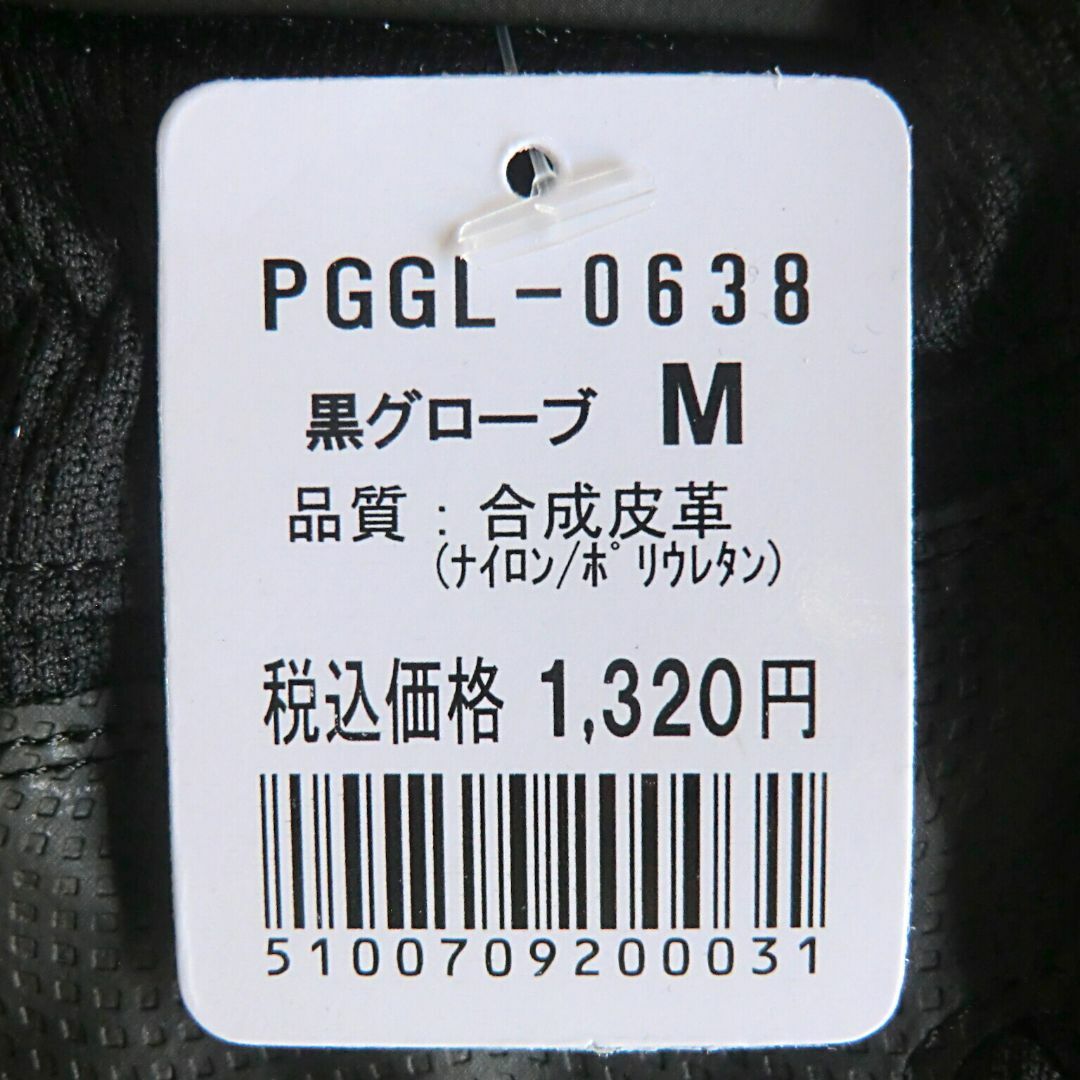 PGGL-0638
黒グローブ M
品質：合成皮革
(ﾅｲﾛﾝ/ﾎﾟﾘｳﾚﾀﾝ)
税込価格 1,320円
5100709200031